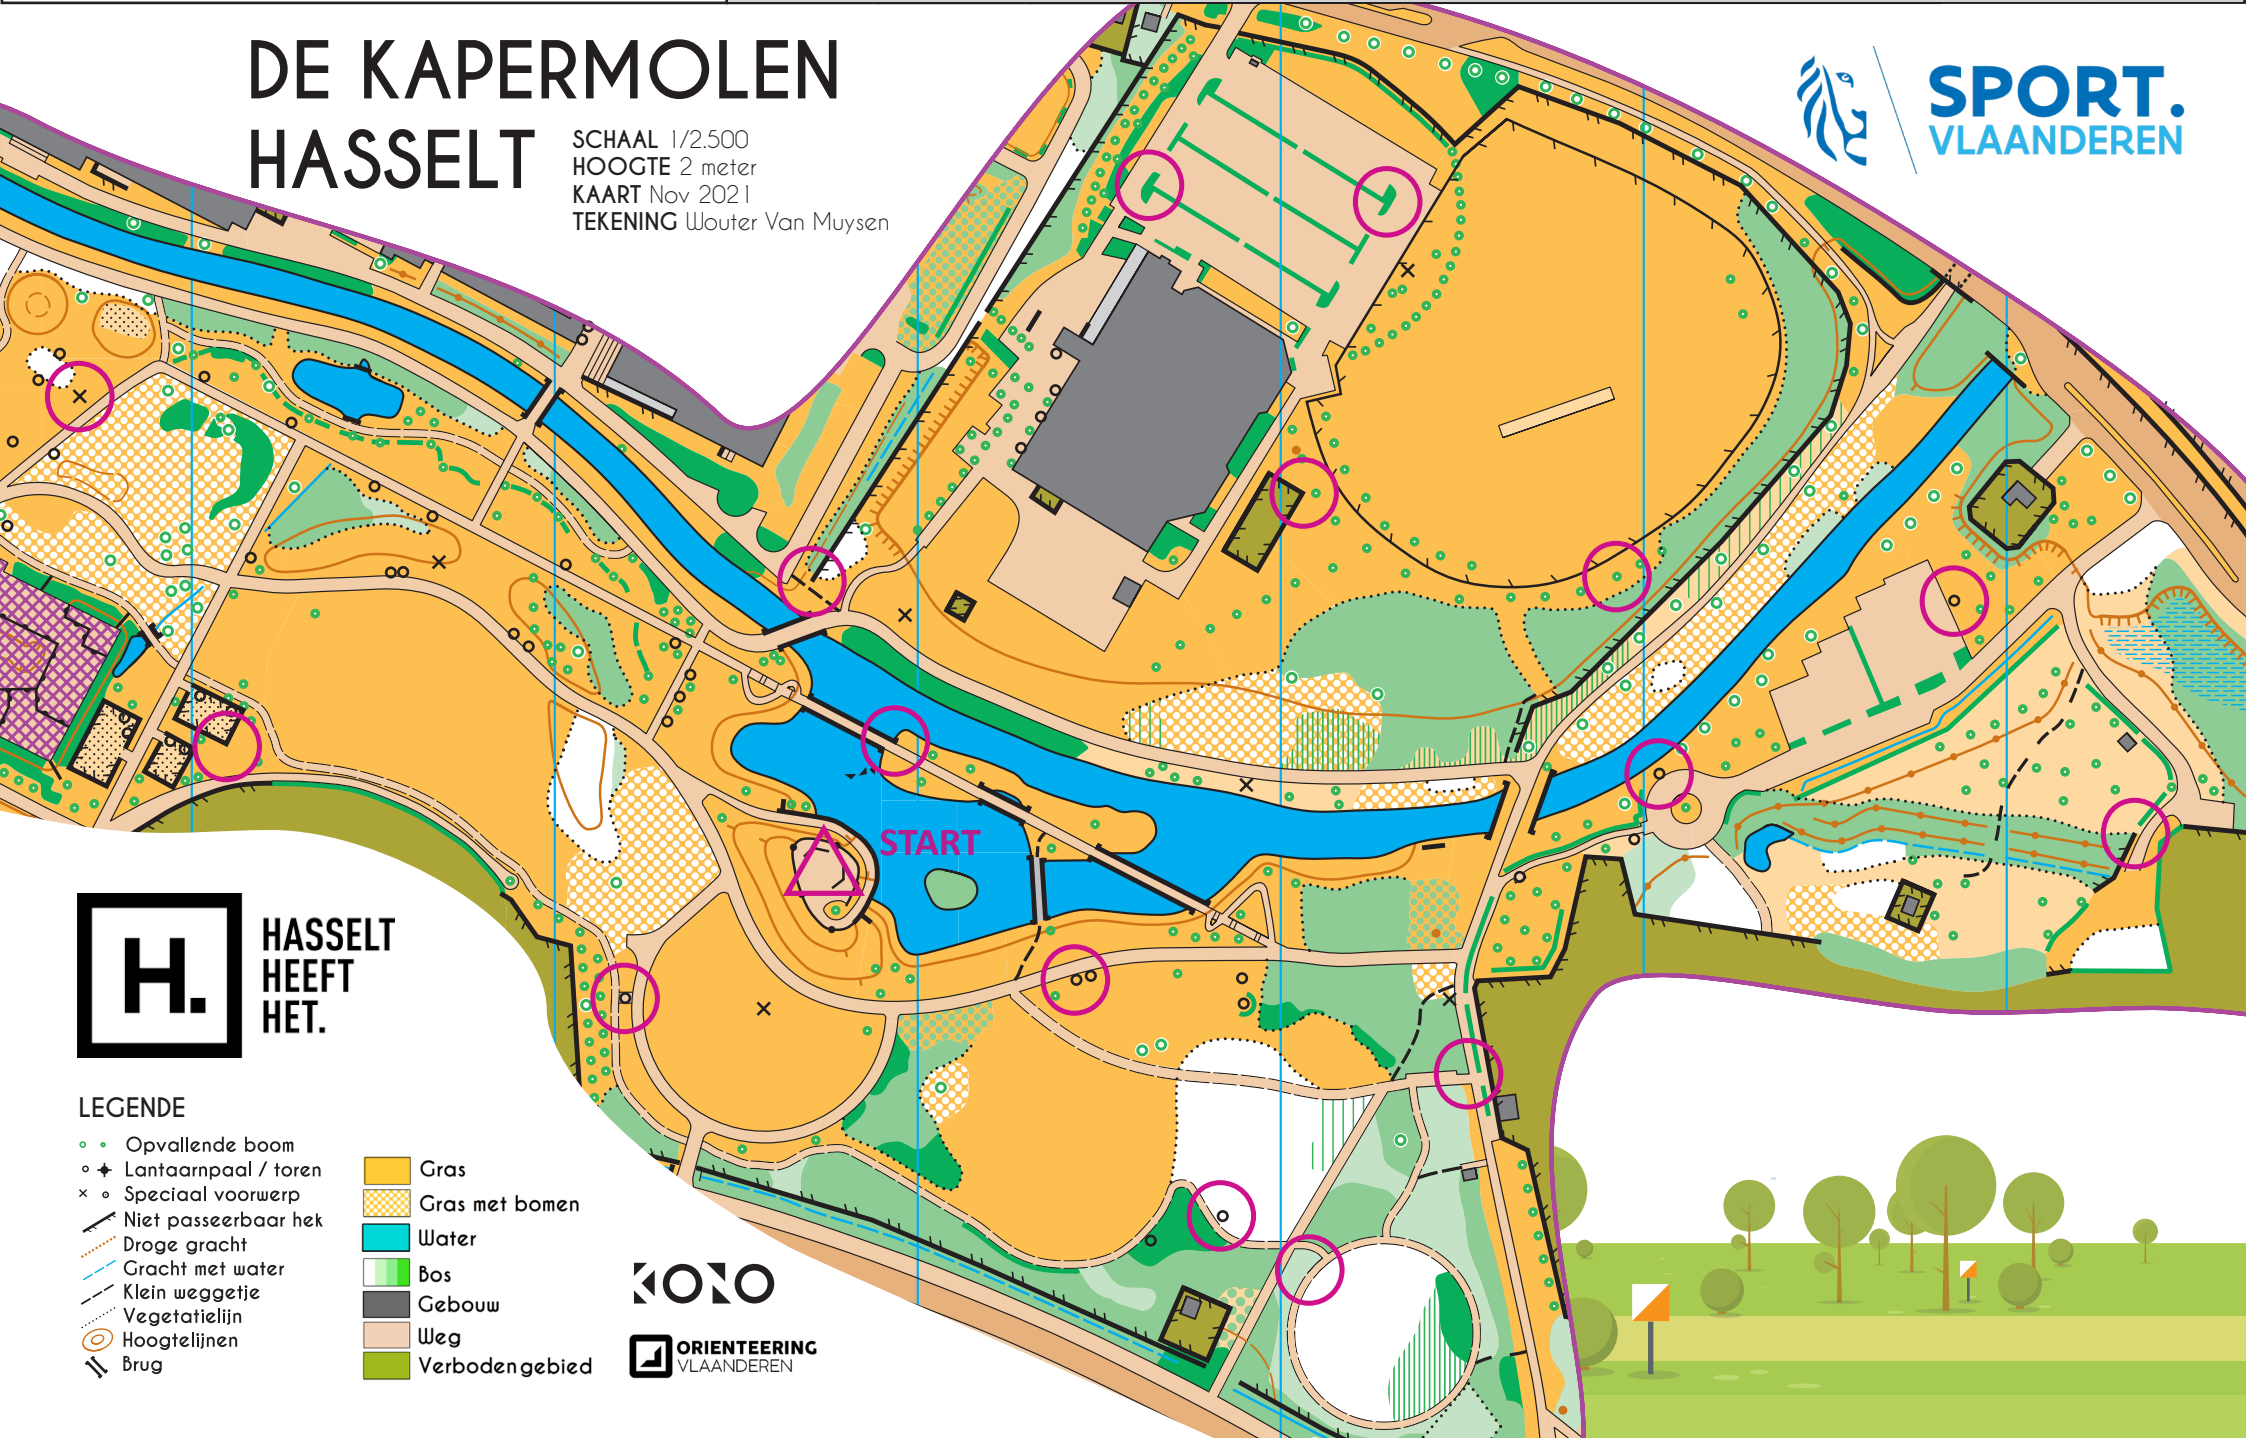 DE KAPERMOLEN
HASSELT
SCHAAL 1/2.500
HOOGTE 2 meter
KAART Nov 2021
TEKENING Wouter Van Muysen
SPORT.
VLAANDEREN
START
H.
HASSELT
HEEFT
HET.
LEGENDE
Opvallende boom
Lantaarnpaal / toren
Speciaal voorwerp
Niet passeerbaar hek
Droge gracht
Gracht met water
Klein weggetje
Vegetatielijn
Hoogtelijnen
Brug
Gras
Gras met bomen
Water
Bos
Gebouw
Weg
Verboden gebied
KONO
ORIENTEERING
VLAANDEREN